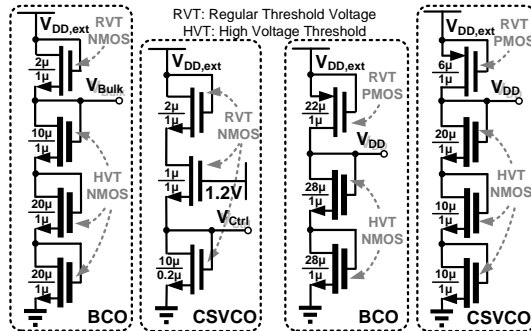 RVT: Regular Threshold Voltage
HVT: High Voltage Threshold
VDD,ext
RVT
NMOS
2μ
1μ
VBulk
10μ
1μ
HVT
NMOS
20μ
1μ
20μ
1μ
BCO
VDD,ext
2μ
1μ
RVT
NMOS
1μ
1μ
1.2V
VCtrl
10μ
0.2μ
CSVCO
VDD,ext
RVT
PMOS
22μ
1μ
VDD
28μ
1μ
HVT
NMOS
28μ
1μ
BCO
VDD,ext
RVT
PMOS
6μ
1μ
VDD
20μ
1μ
HVT
NMOS
10μ
1μ
10μ
1μ
CSVCO